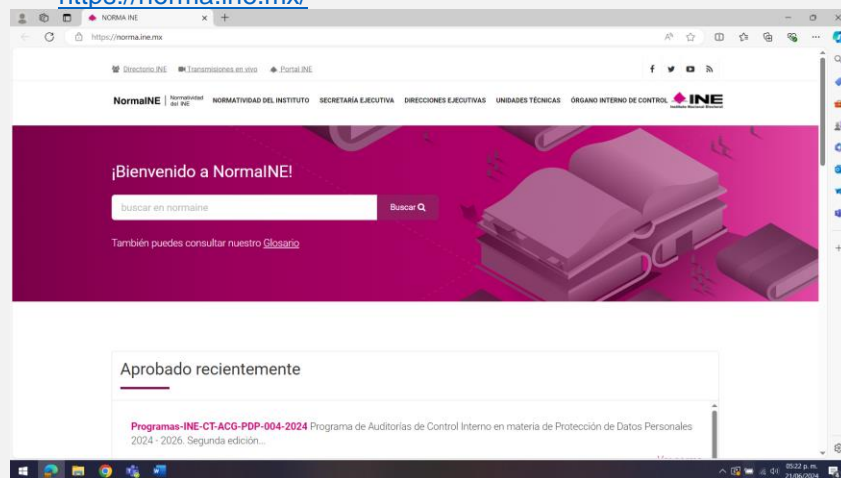 https://norma.ine.mx/
NORMA INE
https://norma.ine.mx
Directorio INE Transmisiones en vivo Portal INE
NormaINE Normatividad del INE NORMATIVIDAD DEL INSTITUTO SECRETARÍA EJECUTIVA DIRECCIONES EJECUTIVAS UNIDADES TÉCNICAS ÓRGANO INTERNO DE CONTROL INE
Instituto Nacional Electoral
¡Bienvenido a NormaINE!
buscar en normaine Buscar
También puedes consultar nuestro Glosario
Aprobado recientemente
Programas-INE-CT-ACG-PDP-004-2024 Programa de Auditorías de Control Interno en materia de Protección de Datos Personales
2024 - 2026. Segunda edición...
05:22 p. m.
21/06/2024